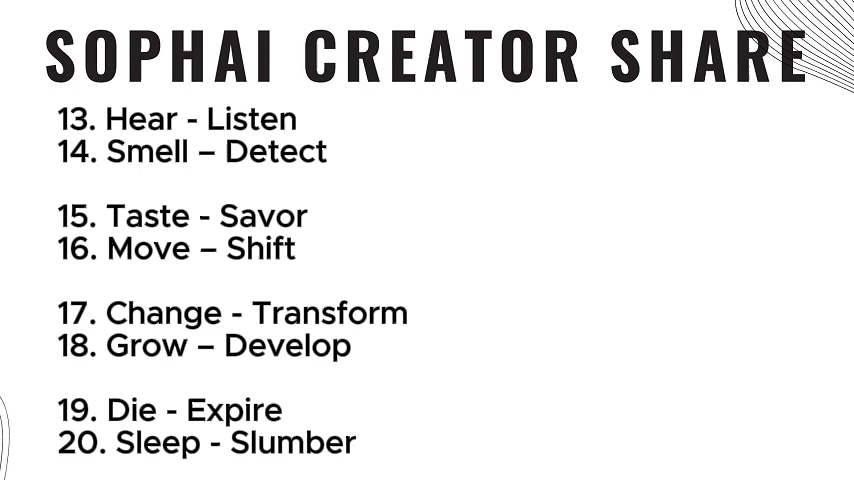 SOPHAI CREATOR SHARE
13. Hear - Listen
14. Smell – Detect
15. Taste - Savor
16. Move – Shift
17. Change - Transform
18. Grow – Develop
19. Die - Expire
20. Sleep - Slumber